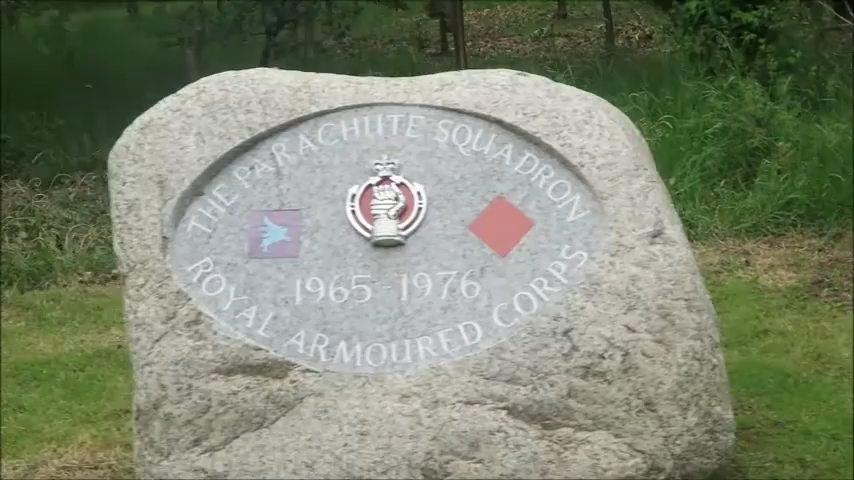 THE PARACHUTE SQUADRON
1965 - 1976
ROYAL ARMOURED CORPS